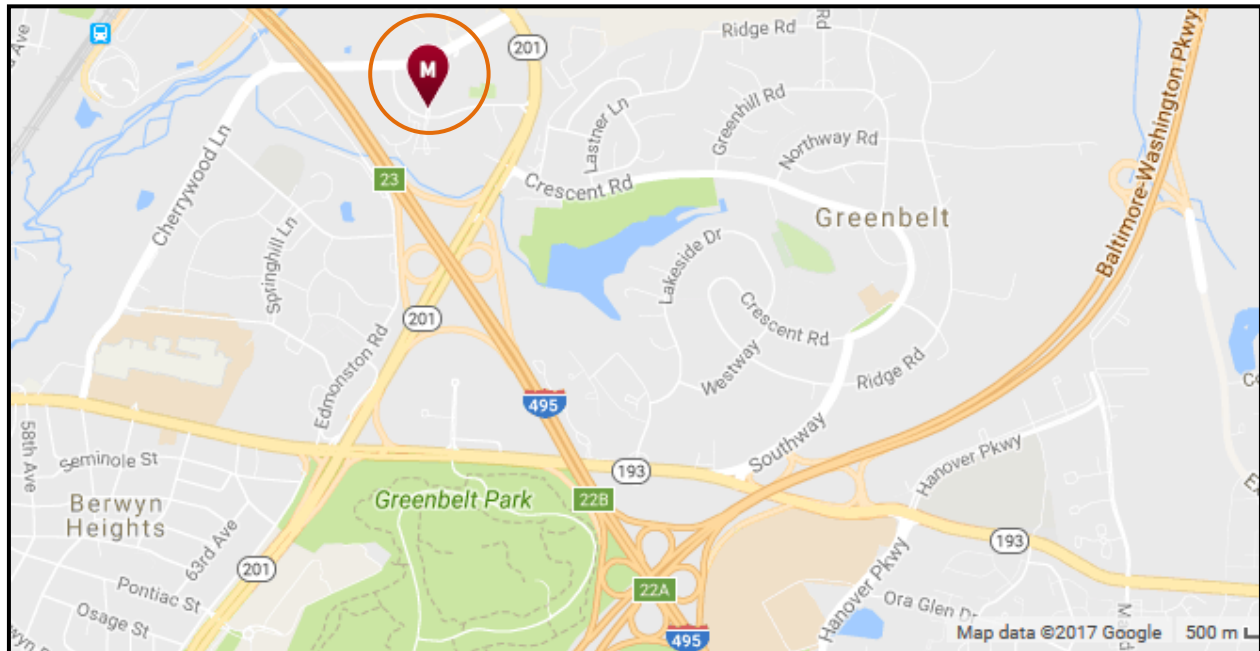 Ave
201
M
Ridge Rd
Rd
Baltimore-Washington Pkwy
Cherrywood Ln
Lastner Ln
Greenhill Rd
Northway Rd
23
Crescent Rd
Greenbelt
Springhill Ln
Lakeside Dr
201
Edmonston Rd
Crescent Rd
Westway
Ridge Rd
495
58th Ave
Seminole St
193
Southway
Hanover Pkwy
Berwyn
Heights
Greenbelt Park
22B
63rd Ave
193
201
Pontiac St
22A
Hanover Pkwy
Osage St
Ora Glen Dr
495
Map data ©2017 Google
500 m